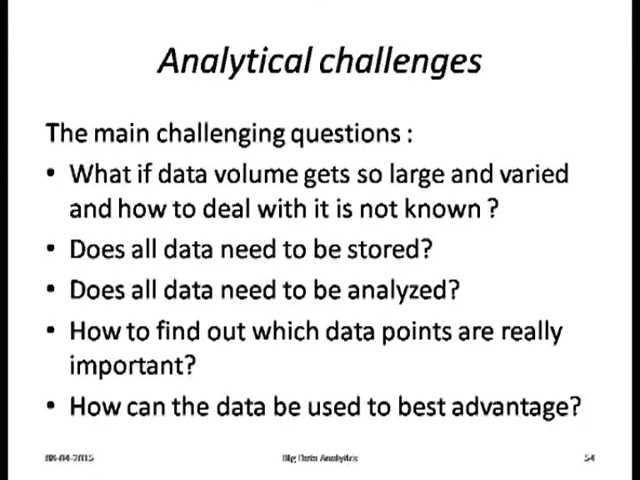 Analytical challenges
The main challenging questions :
• What if data volume gets so large and varied
and how to deal with it is not known ?
• Does all data need to be stored?
• Does all data need to be analyzed?
• How to find out which data points are really
important?
• How can the data be used to best advantage?
08-04-2015 Big Data Analytics 54